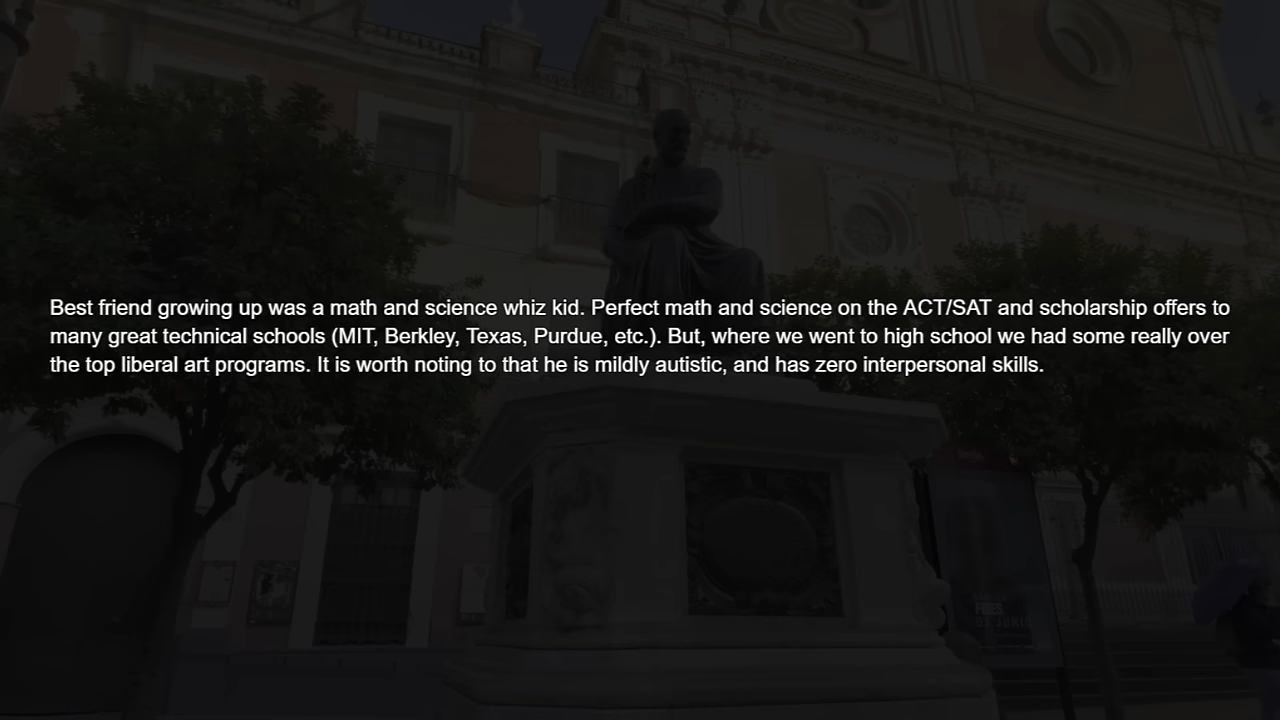 Best friend growing up was a math and science whiz kid. Perfect math and science on the ACT/SAT and scholarship offers to
many great technical schools (MIT, Berkley, Texas, Purdue, etc.). But, where we went to high school we had some really over
the top liberal art programs. It is worth noting to that he is mildly autistic, and has zero interpersonal skills.